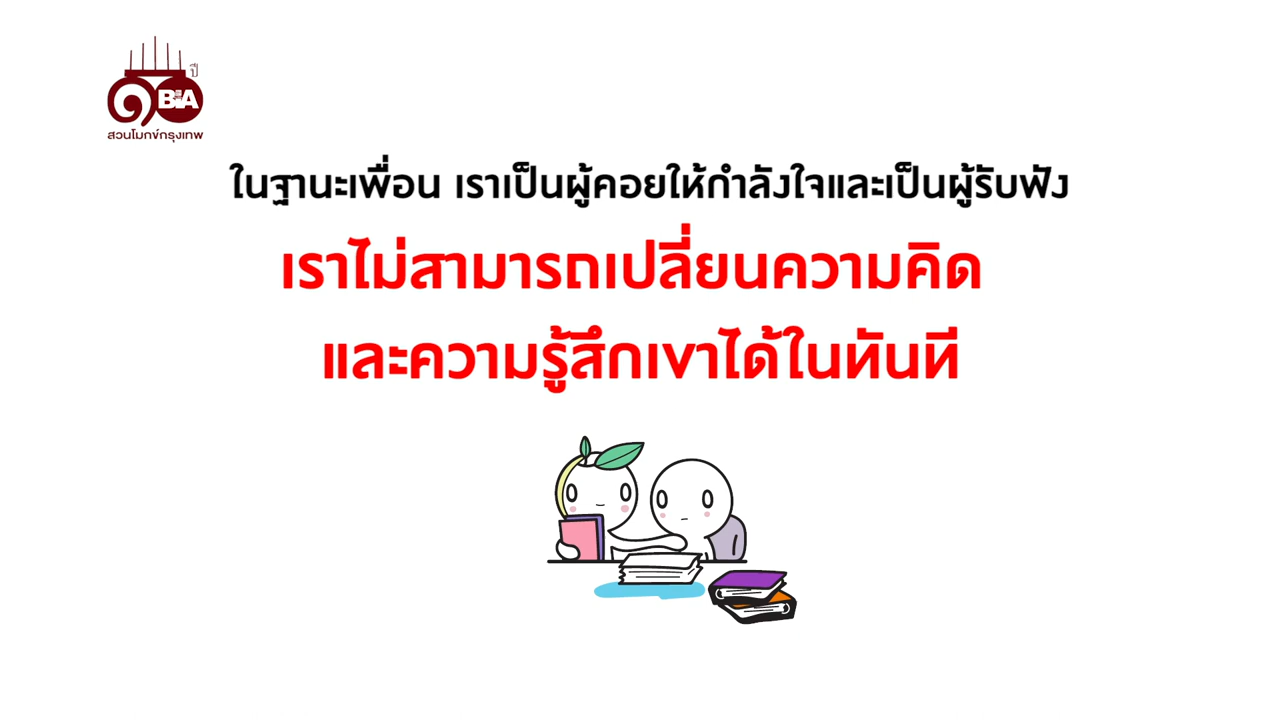 ๑๐ ปี
BIA
สวนโมกข์กรุงเทพ
ในฐานะเพื่อน เราเป็นผู้คอยให้กำลังใจและเป็นผู้รับฟัง
เราไม่สามารถเปลี่ยนความคิด
และความรู้สึกเขาได้ในทันที